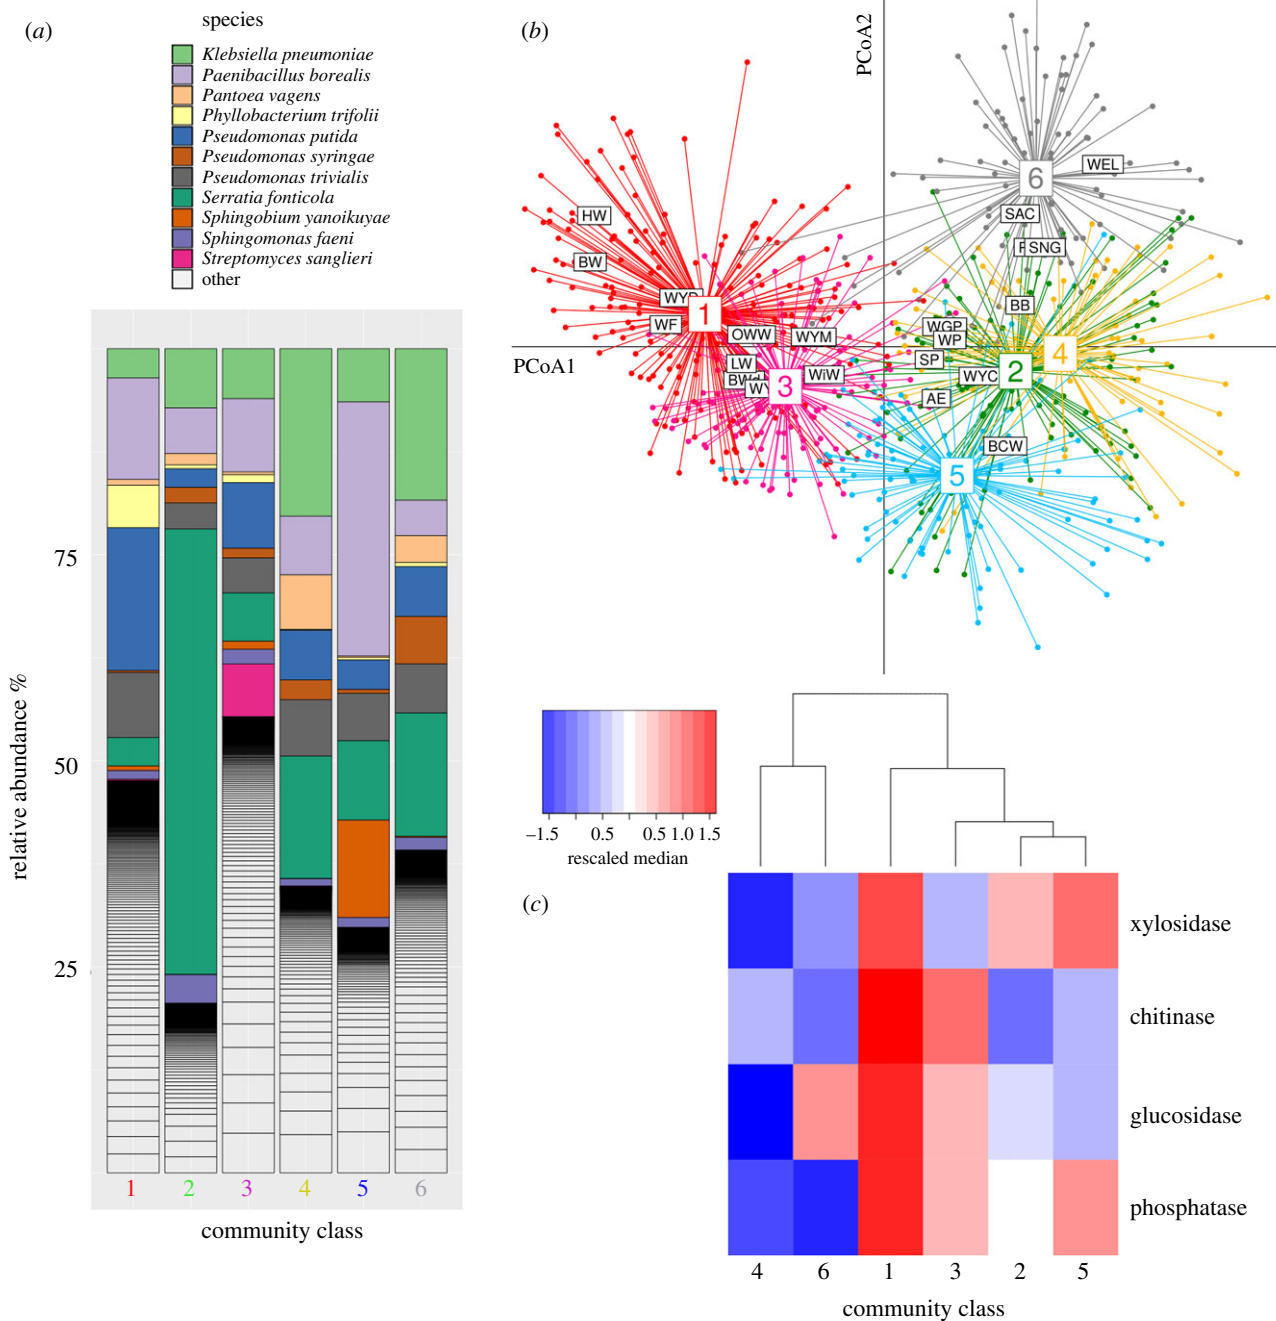 (a)
species
Klebsiella pneumoniae
Paenibacillus borealis
Pantoea vagens
Phyllobacterium trifolii
Pseudomonas putida
Pseudomonas syringae
Pseudomonas trivialis
Serratia fonticola
Sphingobium yanoikuyae
Sphingomonas faeni
Streptomyces sanglieri
other
relative abundance %
75
50
25
1 2 3 4 5 6
community class
(b)
PCoA2
PCoA1
HW
BW
WF
1
OWW
WYM
LW
3
WiW
6
WEL
SAC
SNG
BB
WGP
WP
SP
WYC
2
4
AE
BCW
5
−1.5 0.5 0.5 1.0 1.5
rescaled median
(c)
xylosidase
chitinase
glucosidase
phosphatase
4 6 1 3 2 5
community class